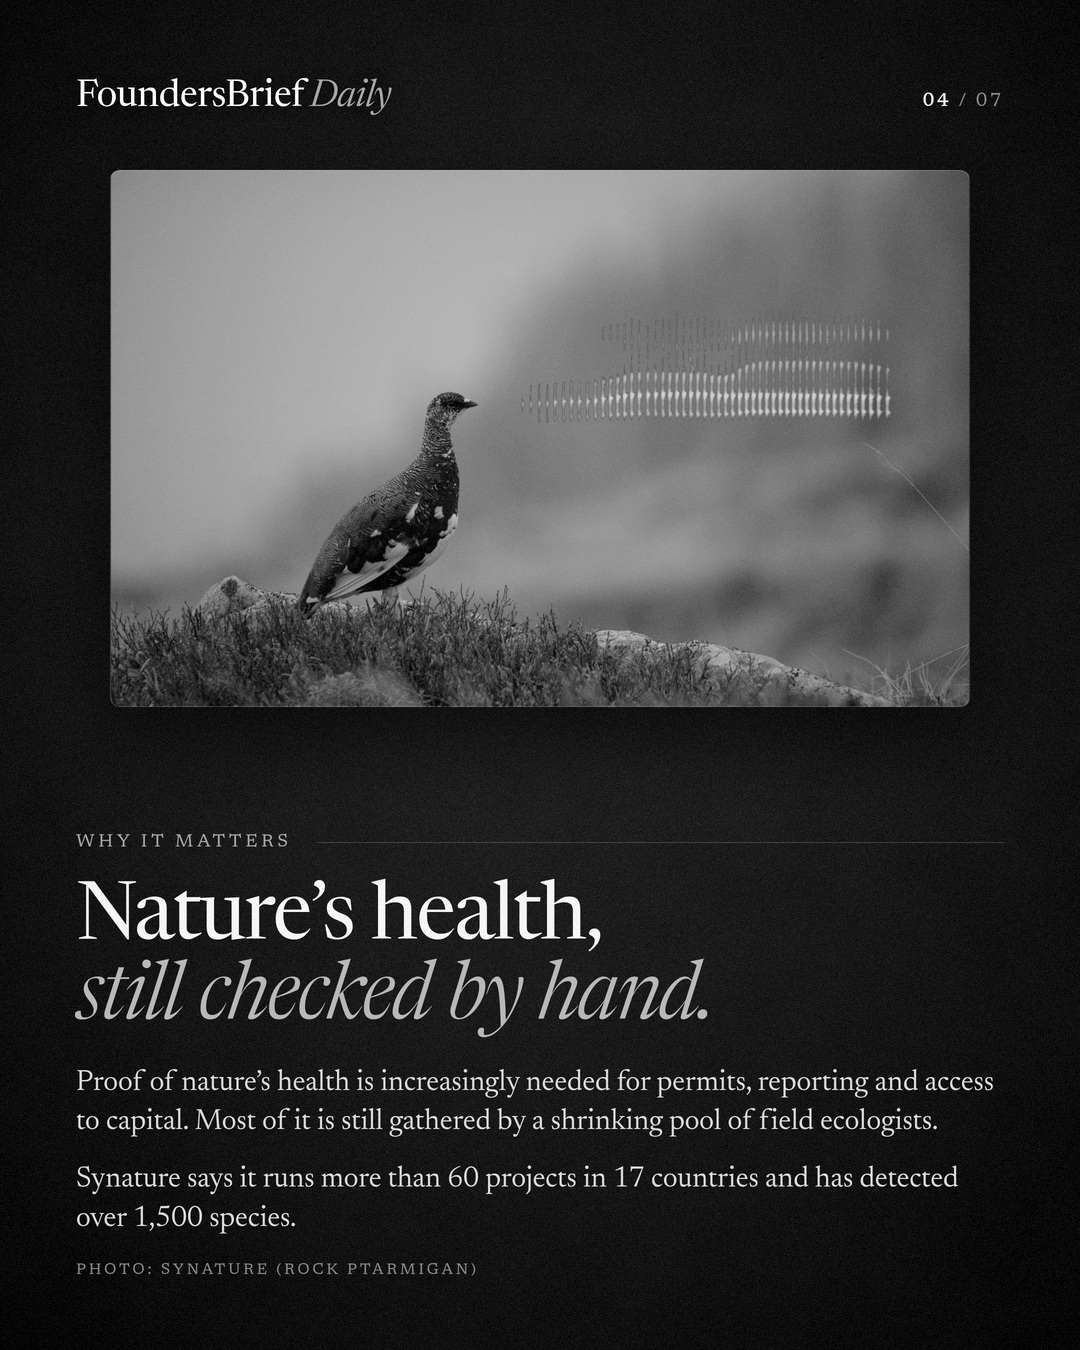 FoundersBrief Daily
04 / 07
WHY IT MATTERS
Nature’s health,
still checked by hand.
Proof of nature’s health is increasingly needed for permits, reporting and access
to capital. Most of it is still gathered by a shrinking pool of field ecologists.
Synature says it runs more than 60 projects in 17 countries and has detected
over 1,500 species.
PHOTO: SYNATURE (ROCK PTARMIGAN)